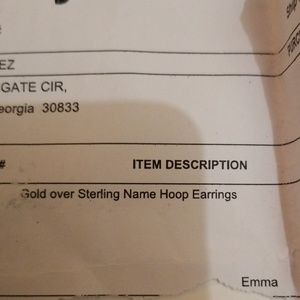 #
EZ
GATE CIR,
eorgia 30833
# ITEM DESCRIPTION
Gold over Sterling Name Hoop Earrings
Emma